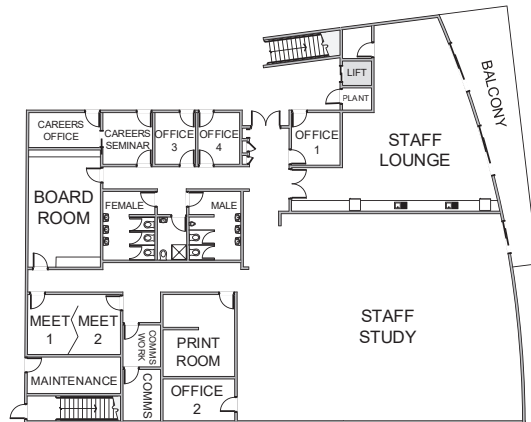 LIFT
PLANT
BALCONY
CAREERS
OFFICE
CAREERS
SEMINAR
OFFICE
3
OFFICE
4
OFFICE
1
STAFF
LOUNGE
BOARD
ROOM
FEMALE
MALE
MEET
1
MEET
2
COMMS
WORK
PRINT
ROOM
STAFF
STUDY
MAINTENANCE
COMMS
OFFICE
2